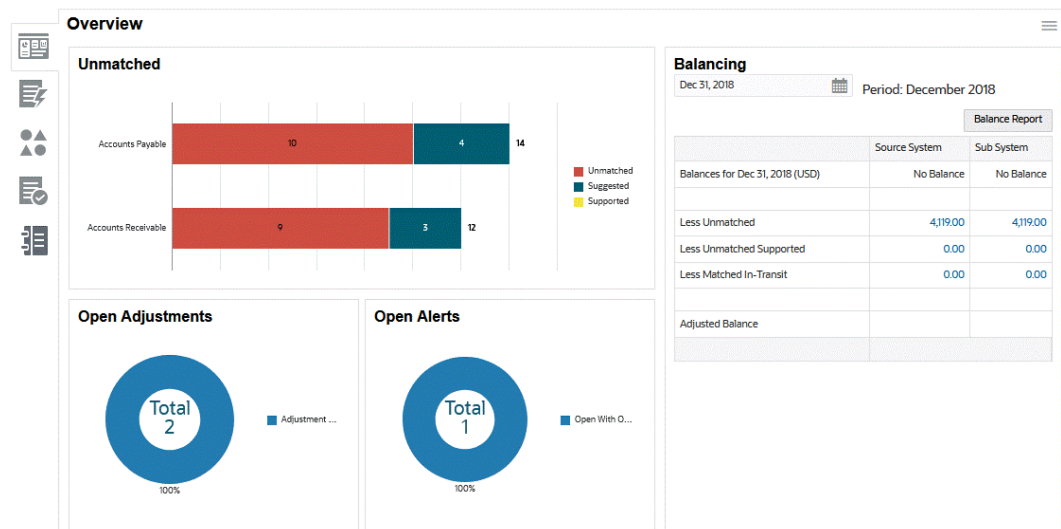 Overview
Unmatched
Accounts Payable 10 4 14
Accounts Receivable 9 3 12
Unmatched
Suggested
Supported
Open Adjustments
Total
2
Adjustment ...
100%
Open Alerts
Total
1
Open With O...
100%
Balancing
Dec 31, 2018 Period: December 2018
Balance Report
Source System Sub System
Balances for Dec 31, 2018 (USD) No Balance No Balance
Less Unmatched 4,119.00 4,119.00
Less Unmatched Supported 0.00 0.00
Less Matched In-Transit 0.00 0.00
Adjusted Balance